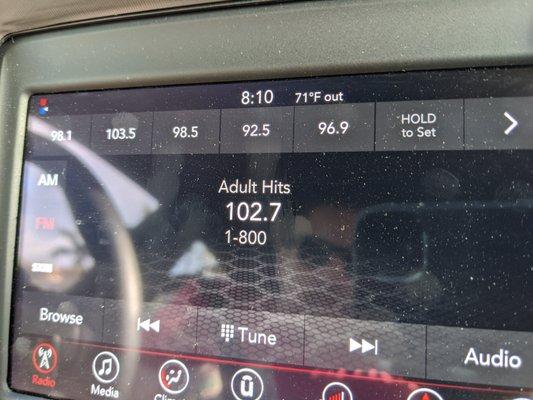 8:10 71°F out
98.1 103.5 98.5 92.5 96.9 HOLD to Set >
AM
Adult Hits
FM
102.7
1-800
SXM
Browse
Tune
Audio
Radio
Media